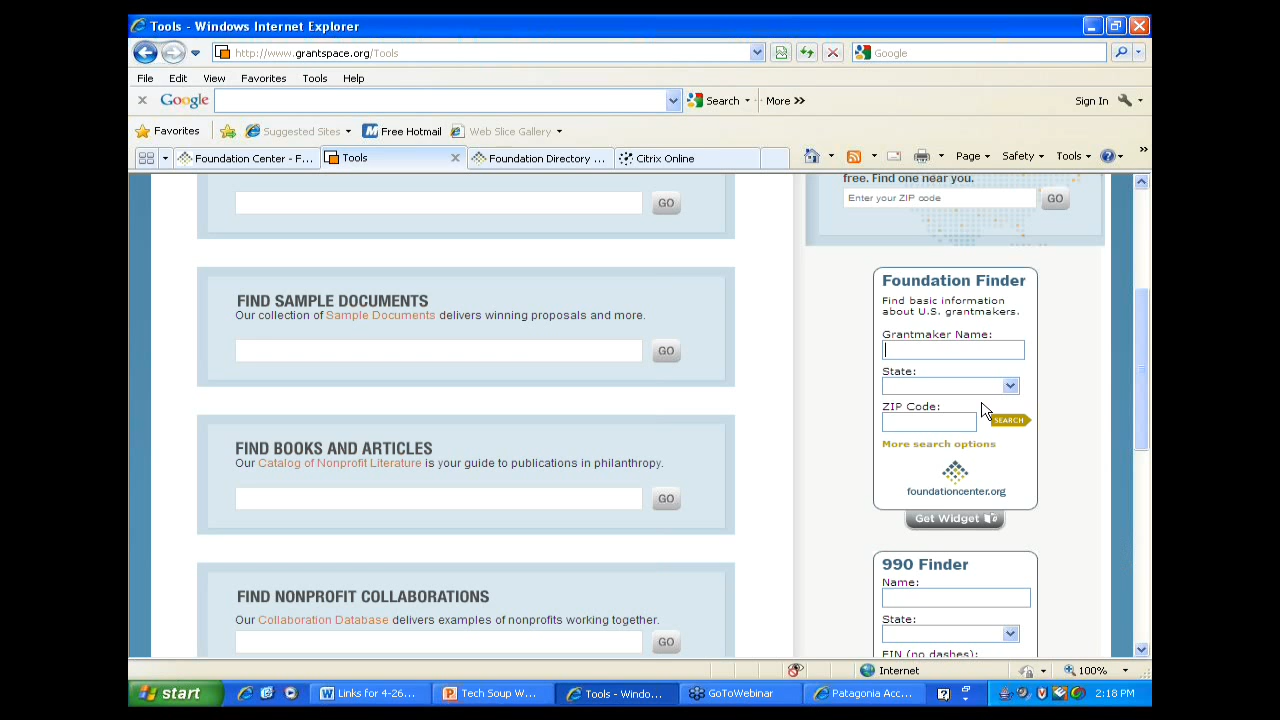 Tools - Windows Internet Explorer
http://www.grantspace.org/Tools
Google
File Edit View Favorites Tools Help
Google Search More >> Sign In
Favorites Suggested Sites Free Hotmail Web Slice Gallery
Foundation Center - F... Tools Foundation Directory ... Citrix Online Page Safety Tools
free. Find one near you.
GO
Enter your ZIP code GO
FIND SAMPLE DOCUMENTS
Our collection of Sample Documents delivers winning proposals and more.
GO
FIND BOOKS AND ARTICLES
Our Catalog of Nonprofit Literature is your guide to publications in philanthropy.
GO
FIND NONPROFIT COLLABORATIONS
Our Collaboration Database delivers examples of nonprofits working together.
GO
Foundation Finder
Find basic information
about U.S. grantmakers.
Grantmaker Name:
State:
ZIP Code:
SEARCH
More search options
foundationcenter.org
Get Widget
990 Finder
Name:
State:
EIN (no dashes):
Internet 100%
start Links for 4-26... Tech Soup W... Tools - Windo... GoToWebinar Patagonia Acc... 2:18 PM